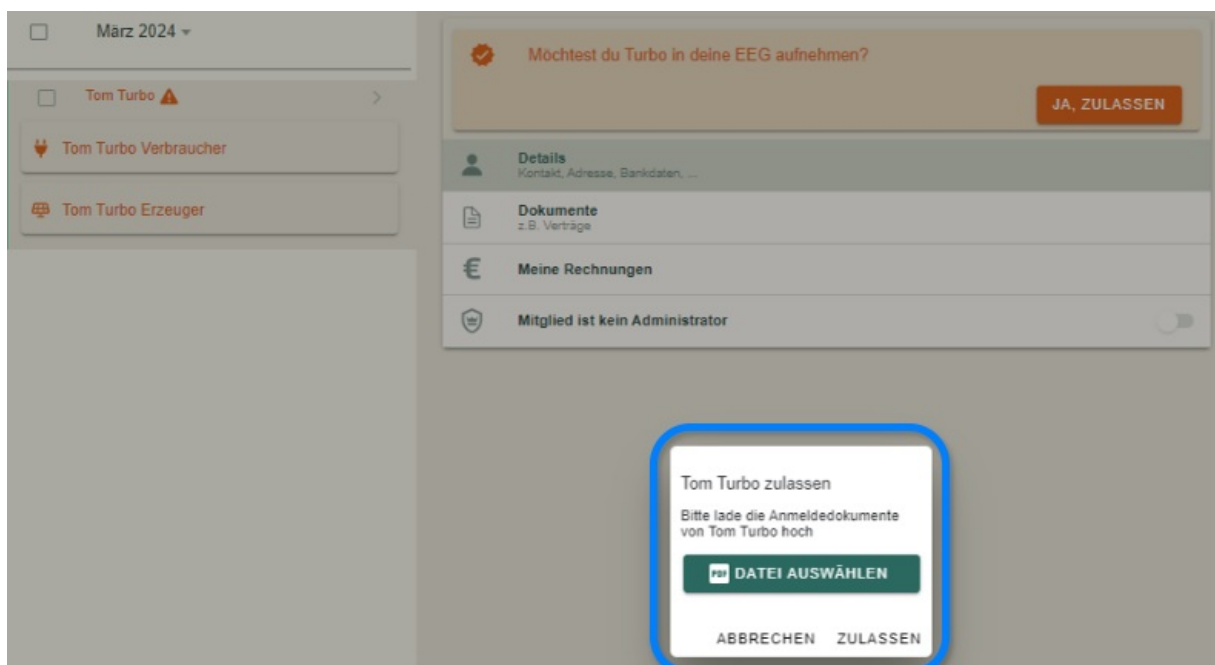 März 2024
Tom Turbo
Tom Turbo Verbraucher
Tom Turbo Erzeuger
Möchtest du Turbo in deine EEG aufnehmen?
JA, ZULASSEN
Details
Kontakt, Adresse, Bankdaten, ...
Dokumente
z.B. Verträge
Meine Rechnungen
Mitglied ist kein Administrator
Tom Turbo zulassen
Bitte lade die Anmeldedokumente
von Tom Turbo hoch
PDF DATEI AUSWÄHLEN
ABBRECHEN ZULASSEN